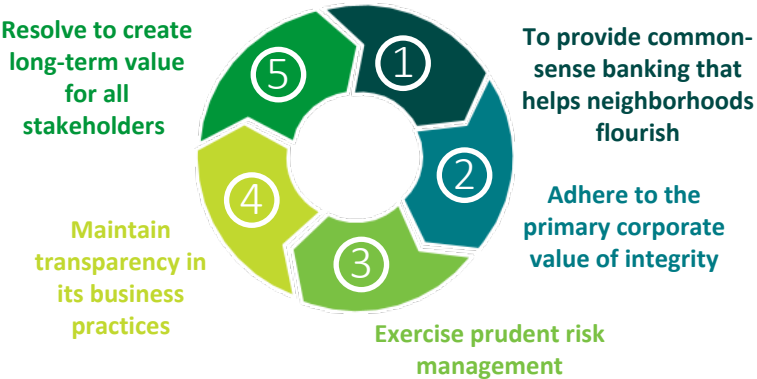 1
To provide common-
sense banking that
helps neighborhoods
flourish
2
Adhere to the
primary corporate
value of integrity
3
Exercise prudent risk
management
4
Maintain
transparency in
its business
practices
5
Resolve to create
long-term value
for all
stakeholders